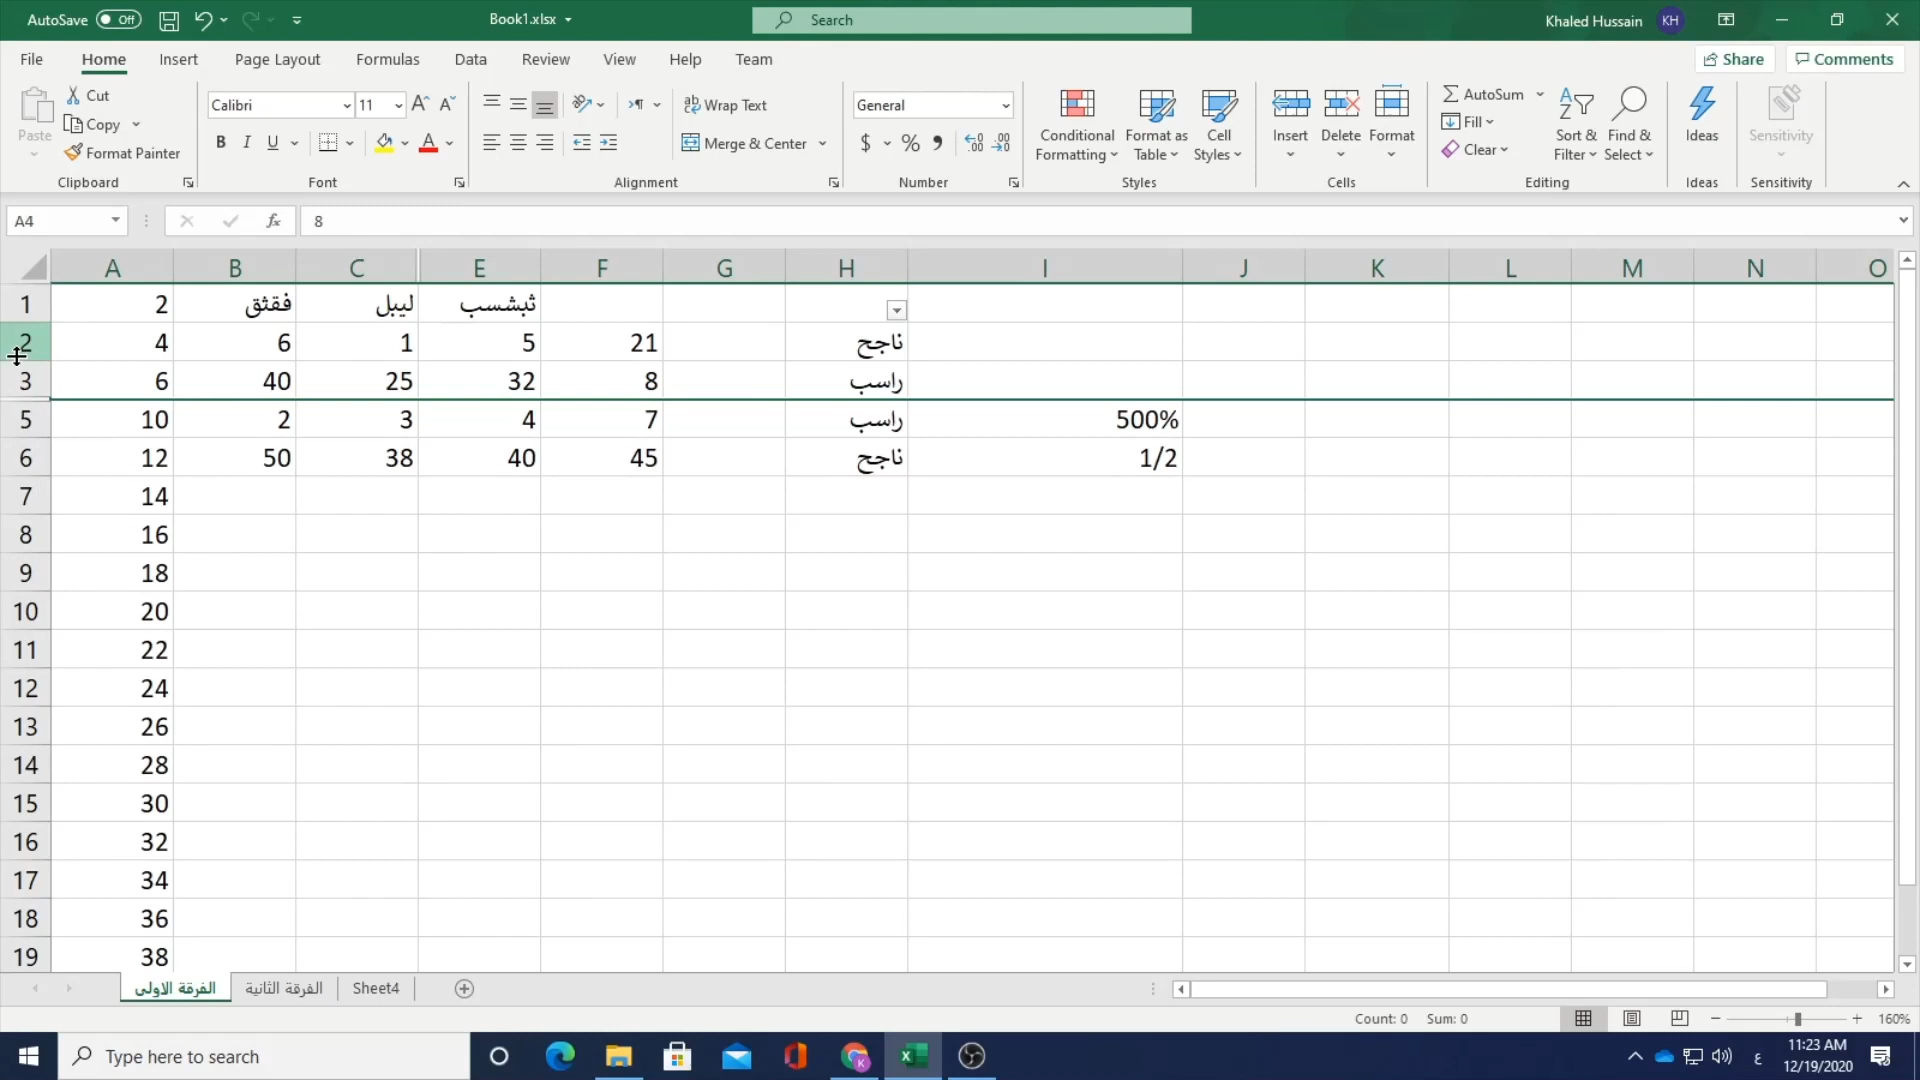 AutoSave Off Book1.xlsx Search Khaled Hussain KH
File Home Insert Page Layout Formulas Data Review View Help Team Share Comments
Paste Cut Copy Format Painter Clipboard
Calibri 11 A A B I U A Font
ab Wrap Text Merge & Center Alignment
General $ % , .00 .00 Number
Conditional Formatting Format as Table Cell Styles Styles
Insert Delete Format Cells
AutoSum Fill Clear Sort & Filter Find & Select Editing
Ideas Ideas
Sensitivity Sensitivity
A4 fx 8
A B C E F G H I J K L M N O
1 2 فقثق ليبل ثبشسب
2 4 6 1 5 21 ناجح
3 6 40 25 32 8 راسب
5 10 2 3 4 7 راسب 500%
6 12 50 38 40 45 ناجح 1/2
7 14
8 16
9 18
10 20
11 22
12 24
13 26
14 28
15 30
16 32
17 34
18 36
19 38
الفرقة الاولى الفرقة الثانية Sheet4
Count: 0 Sum: 0 160%
Type here to search ع 11:23 AM
12/19/2020